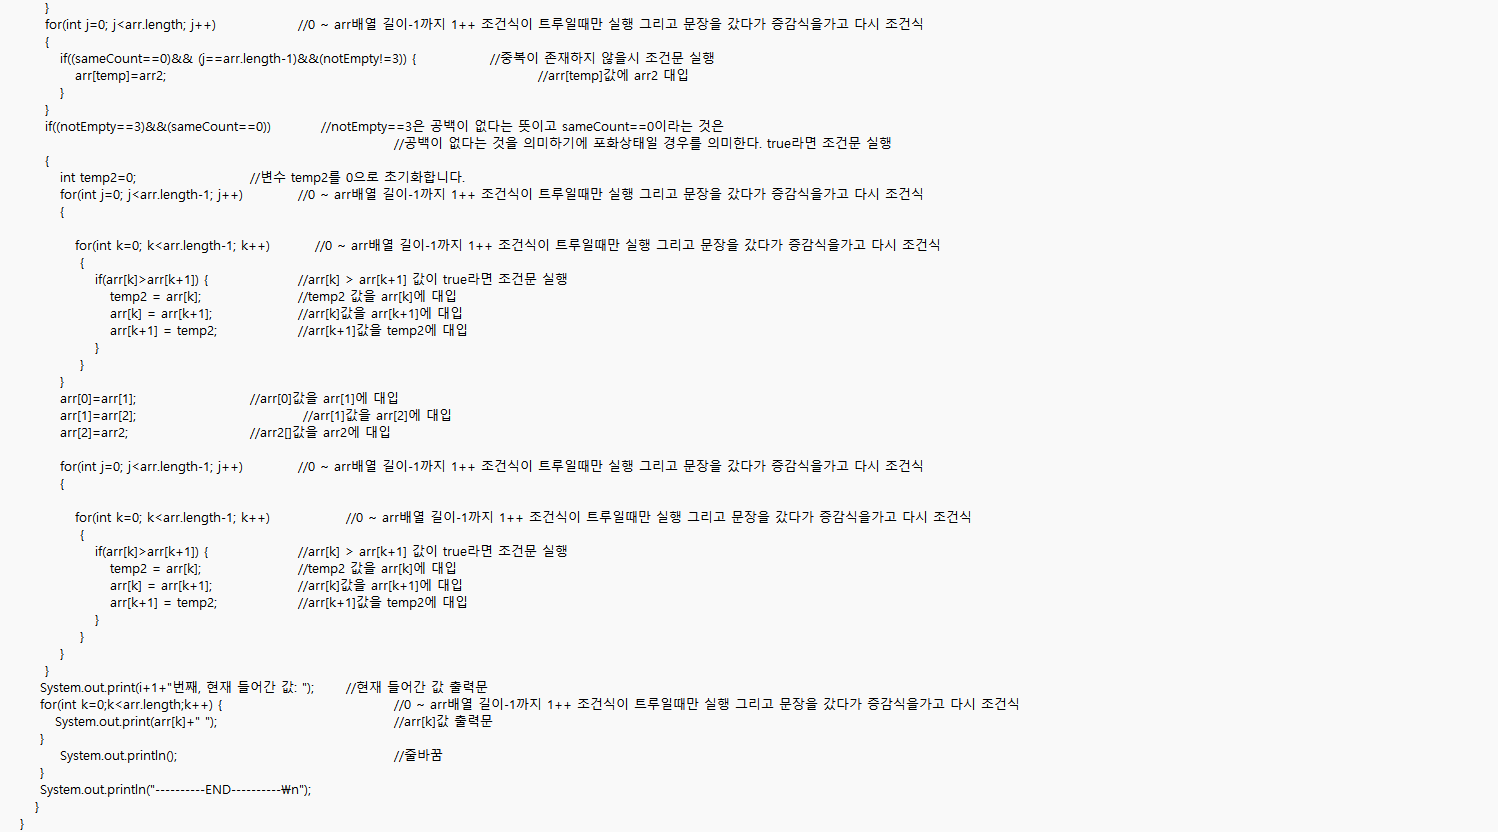 }
for(int j=0; j<arr.length; j++) //0 ~ arr배열 길이-1까지 1++ 조건식이 트루일때만 실행 그리고 문장을 갔다가 증감식을가고 다시 조건식
{
if((sameCount==0)&& (j==arr.length-1)&&(notEmpty!=3)) { //중복이 존재하지 않을시 조건문 실행
arr[temp]=arr2; //arr[temp]값에 arr2 대입
}
}
if((notEmpty==3)&&(sameCount==0)) //notEmpty==3은 공백이 없다는 뜻이고 sameCount==0이라는 것은
//공백이 없다는 것을 의미하기에 포화상태일 경우를 의미한다. true라면 조건문 실행
{
int temp2=0; //변수 temp2를 0으로 초기화합니다.
for(int j=0; j<arr.length-1; j++) //0 ~ arr배열 길이-1까지 1++ 조건식이 트루일때만 실행 그리고 문장을 갔다가 증감식을가고 다시 조건식
{
for(int k=0; k<arr.length-1; k++) //0 ~ arr배열 길이-1까지 1++ 조건식이 트루일때만 실행 그리고 문장을 갔다가 증감식을가고 다시 조건식
{
if(arr[k]>arr[k+1]) { //arr[k] > arr[k+1] 값이 true라면 조건문 실행
temp2 = arr[k]; //temp2 값을 arr[k]에 대입
arr[k] = arr[k+1]; //arr[k]값을 arr[k+1]에 대입
arr[k+1] = temp2; //arr[k+1]값을 temp2에 대입
}
}
}
arr[0]=arr[1]; //arr[0]값을 arr[1]에 대입
arr[1]=arr[2]; //arr[1]값을 arr[2]에 대입
arr[2]=arr2; //arr2[]값을 arr2에 대입
for(int j=0; j<arr.length-1; j++) //0 ~ arr배열 길이-1까지 1++ 조건식이 트루일때만 실행 그리고 문장을 갔다가 증감식을가고 다시 조건식
{
for(int k=0; k<arr.length-1; k++) //0 ~ arr배열 길이-1까지 1++ 조건식이 트루일때만 실행 그리고 문장을 갔다가 증감식을가고 다시 조건식
{
if(arr[k]>arr[k+1]) { //arr[k] > arr[k+1] 값이 true라면 조건문 실행
temp2 = arr[k]; //temp2 값을 arr[k]에 대입
arr[k] = arr[k+1]; //arr[k]값을 arr[k+1]에 대입
arr[k+1] = temp2; //arr[k+1]값을 temp2에 대입
}
}
}
}
System.out.print(i+1+"번째, 현재 들어간 값: "); //현재 들어간 값 출력문
for(int k=0;k<arr.length;k++) { //0 ~ arr배열 길이-1까지 1++ 조건식이 트루일때만 실행 그리고 문장을 갔다가 증감식을가고 다시 조건식
System.out.print(arr[k]+" "); //arr[k]값 출력문
}
System.out.println(); //줄바꿈
}
System.out.println("----------END----------₩n");
}
}